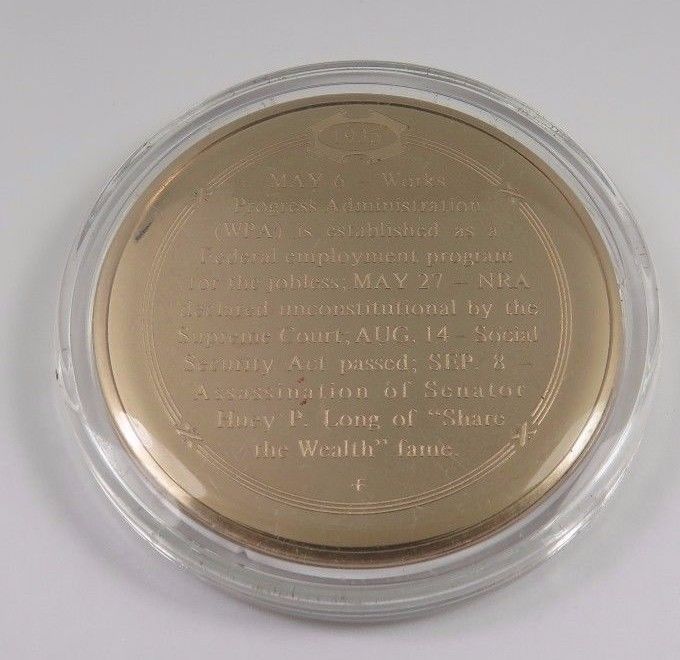 1935
MAY 6 – Works
Progress Administration
(WPA) is established as a
Federal employment program
for the jobless; MAY 27 – NRA
declared unconstitutional by the
Supreme Court; AUG. 14 – Social
Security Act passed; SEP. 8 –
Assassination of Senator
Huey P. Long of “Share
the Wealth” fame.